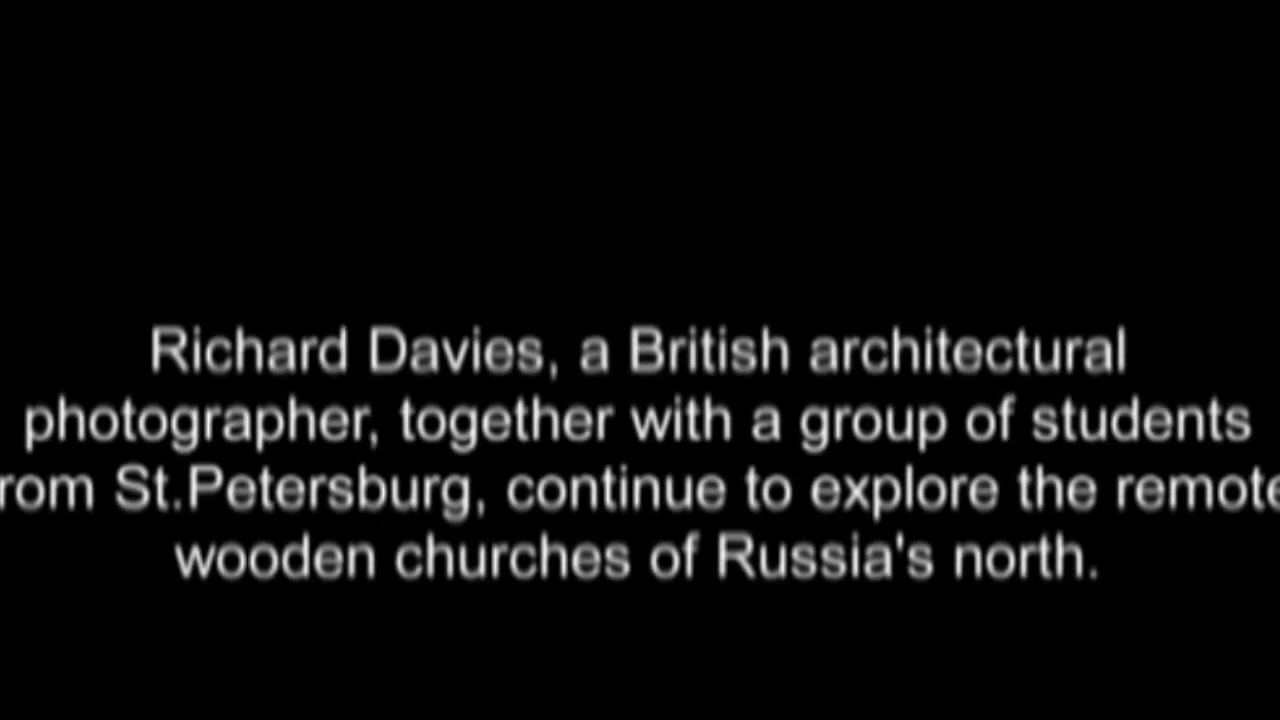 Richard Davies, a British architectural
photographer, together with a group of students
rom St.Petersburg, continue to explore the remote
wooden churches of Russia's north.